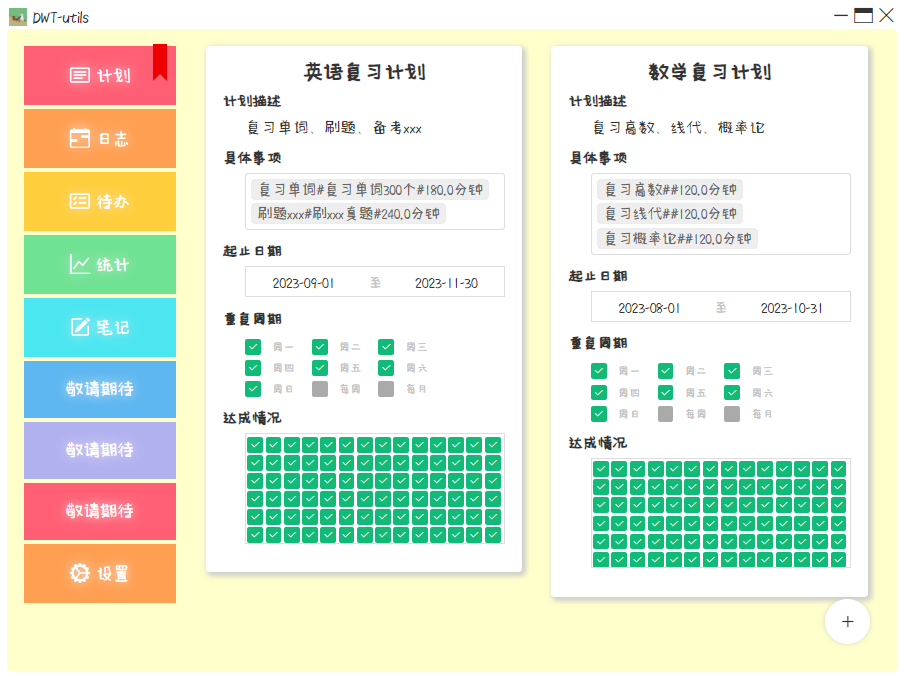 DWT-utils
计划
日志
待办
统计
笔记
敬请期待
敬请期待
敬请期待
设置
英语复习计划
计划描述
复习单词、刷题、备考xxx
具体事项
复习单词#复习单词300个#180.0分钟
刷题xxx#刷xxx真题#240.0分钟
起止日期
2023-09-01 至 2023-11-30
重复周期
周一 周二 周三
周四 周五 周六
周日 每周 每月
达成情况
数学复习计划
计划描述
复习高数、线代、概率论
具体事项
复习高数##120.0分钟
复习线代##120.0分钟
复习概率论##120.0分钟
起止日期
2023-08-01 至 2023-10-31
重复周期
周一 周二 周三
周四 周五 周六
周日 每周 每月
达成情况